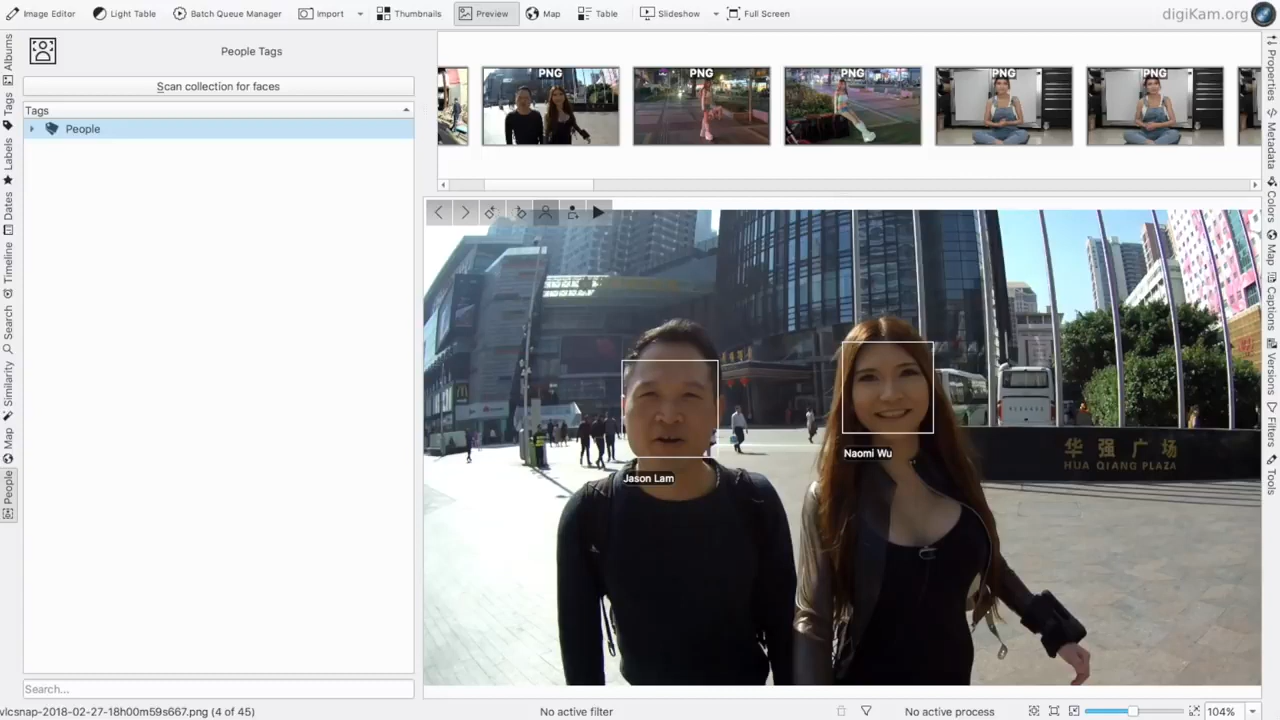 Image Editor
Light Table
Batch Queue Manager
Import
Thumbnails
Preview
Map
Table
Slideshow
Full Screen
digiKam.org
Albums
Tags
Labels
Dates
Timeline
Search
Similarity
Map
People
People Tags
Scan collection for faces
Tags
People
Search...
PNG
PNG
PNG
PNG
PNG
Jason Lam
Naomi Wu
华强广场
HUA QIANG PLAZA
Properties
Metadata
Colors
Map
Captions
Versions
Filters
Tools
vlcsnap-2018-02-27-18h00m59s667.png (4 of 45)
No active filter
No active process
104%